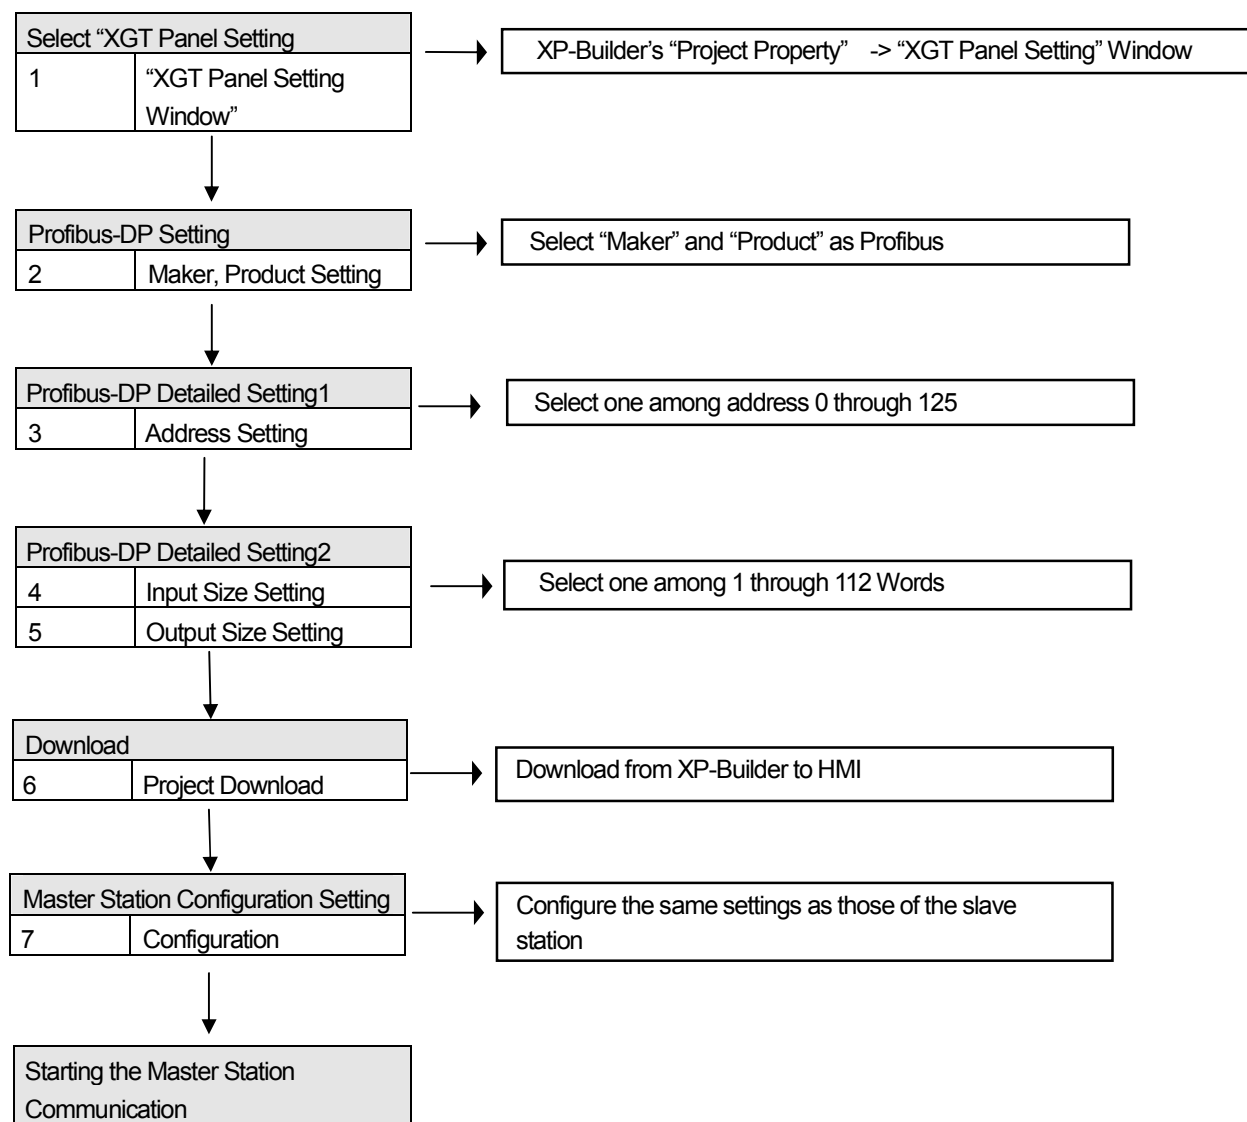 Select “XGT Panel Setting
XP-Builder’s “Project Property” -> “XGT Panel Setting” Window
1 “XGT Panel Setting
Window”
Profibus-DP Setting
Select “Maker” and “Product” as Profibus
2 Maker, Product Setting
Profibus-DP Detailed Setting1
Select one among address 0 through 125
3 Address Setting
Profibus-DP Detailed Setting2
4 Input Size Setting
Select one among 1 through 112 Words
5 Output Size Setting
Download
Download from XP-Builder to HMI
6 Project Download
Master Station Configuration Setting
Configure the same settings as those of the slave
station
7 Configuration
Starting the Master Station
Communication